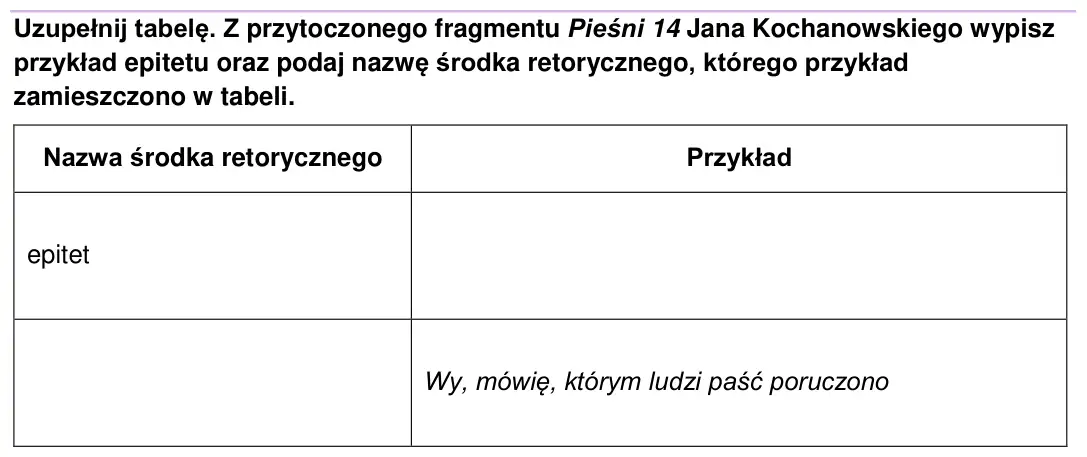 Uzupełnij tabelę. Z przytoczonego fragmentu Pieśni 14 Jana Kochanowskiego wypisz
przykład epitetu oraz podaj nazwę środka retorycznego, którego przykład
zamieszczono w tabeli.
Nazwa środka retorycznego Przykład
epitet
Wy, mówię, którym ludzi paść poruczono